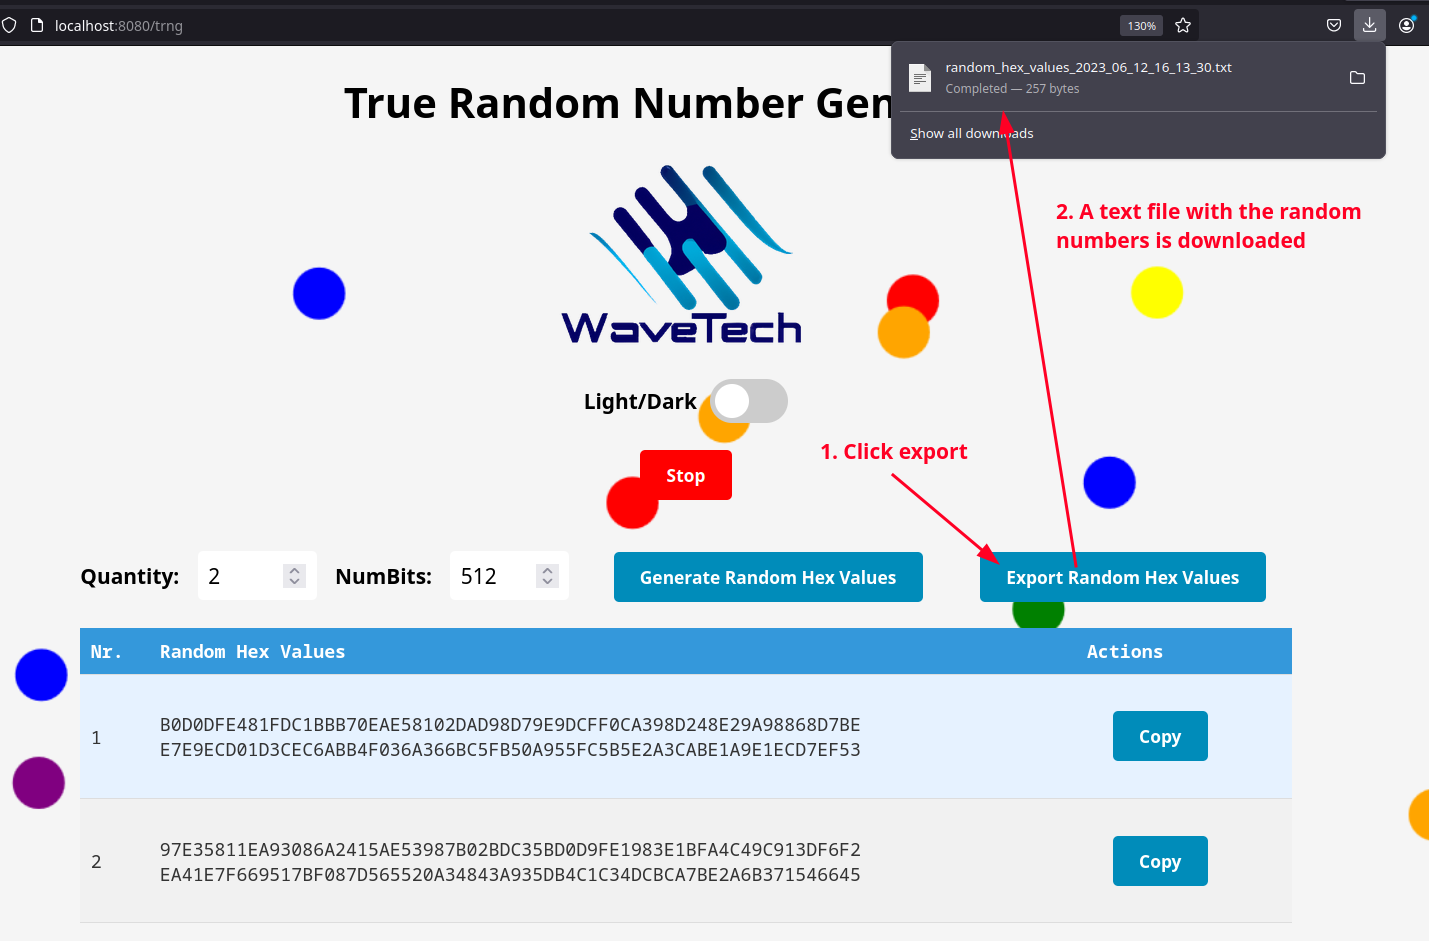 localhost:8080/trng
130%
random_hex_values_2023_06_12_16_13_30.txt
Completed — 257 bytes
Show all downloads
True Random Number Gen
2. A text file with the random
numbers is downloaded
WaveTech
Light/Dark
1. Click export
Stop
Quantity: 2 NumBits: 512 Generate Random Hex Values Export Random Hex Values
Nr. Random Hex Values Actions
1 B0D0DFE481FDC1BBB70EAE58102DAD98D79E9DCFF0CA398D248E29A98868D7BE
E7E9ECD01D3CEC6ABB4F036A366BC5FB50A955FC5B5E2A3CABE1A9E1ECD7EF53 Copy
2 97E35811EA93086A2415AE53987B02BDC35BD0D9FE1983E1BFA4C49C913DF6F2
EA41E7F669517BF087D565520A34843A935DB4C1C34DCBCA7BE2A6B371546645 Copy